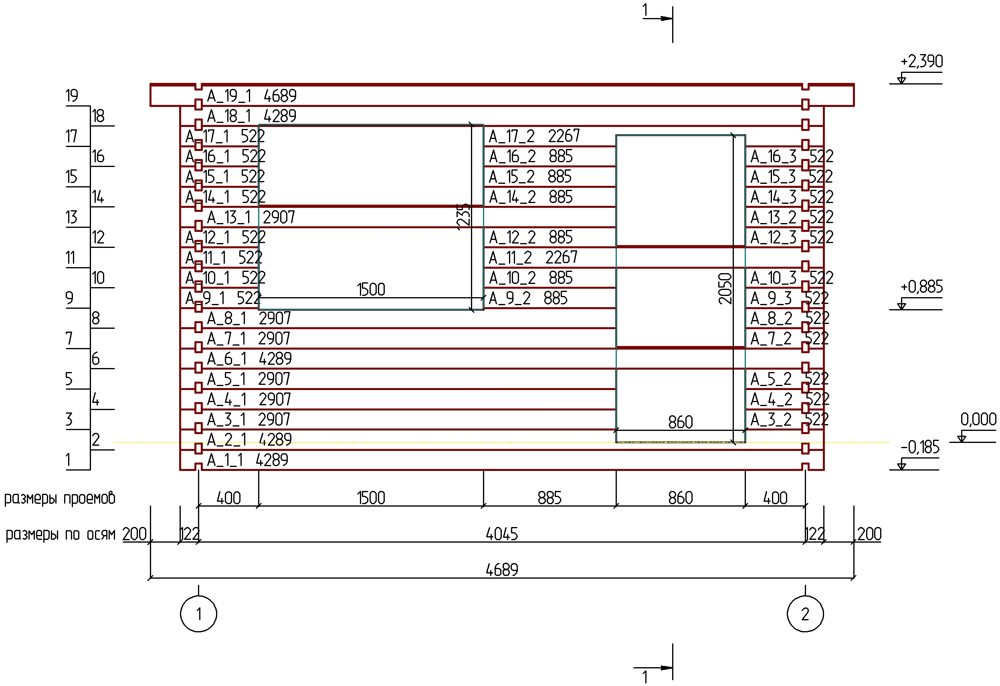 1
+2,390
19 A_19_1 4689
18 A_18_1 4289
17 A_17_1 522 A_17_2 2267
16 A_16_1 522 A_16_2 885 A_16_3 522
15 A_15_1 522 A_15_2 885 A_15_3 522
14 A_14_1 522 A_14_2 885 A_14_3 522
13 A_13_1 2907 1235 A_13_2 522
12 A_12_1 522 A_12_2 885 A_12_3 522
11 A_11_1 522 A_11_2 2267
10 A_10_1 522 A_10_2 885 A_10_3 522
+0,885
1500 2050
9 A_9_1 522 A_9_2 885 A_9_3 522
8 A_8_1 2907 A_8_2 522
7 A_7_1 2907 A_7_2 522
6 A_6_1 4289
5 A_5_1 2907 A_5_2 522
4 A_4_1 2907 A_4_2 522
3 A_3_1 2907 860 A_3_2 522
0,000
2 A_2_1 4289
-0,185
1 A_1_1 4289
размеры проемов 400 1500 885 860 400
размеры по осям 200 122 4045 122 200
4689
1 2
1